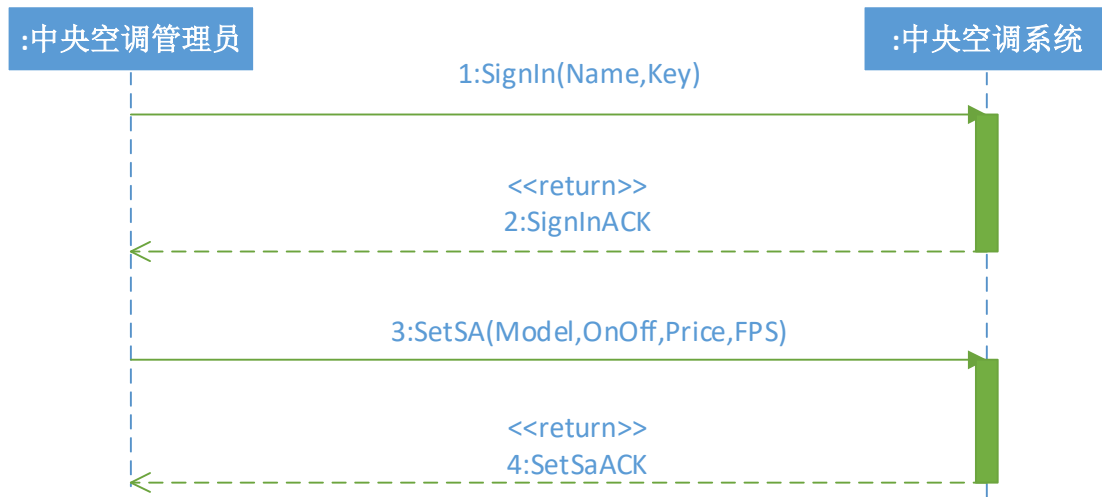 :中央空调管理员
:中央空调系统
1:SignIn(Name,Key)
<<return>>
2:SignInACK
3:SetSA(Model,OnOff,Price,FPS)
<<return>>
4:SetSaACK